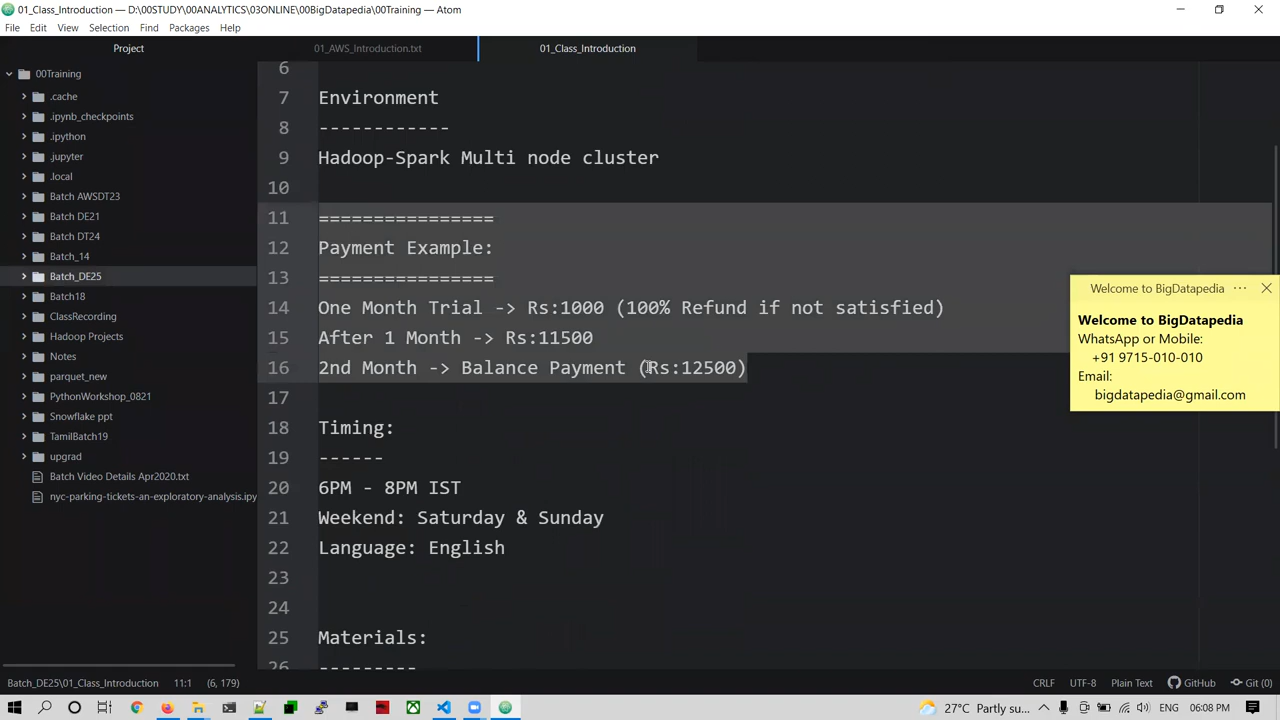 01_Class_Introduction — D:\00STUDY\00ANALYTICS\03ONLINE\00BigDatapedia\00Training — Atom
File Edit View Selection Find Packages Help
Project
01_AWS_Introduction.txt
01_Class_Introduction
00Training
.cache
.ipynb_checkpoints
.ipython
.jupyter
.local
Batch AWSDT23
Batch DE21
Batch DT24
Batch_14
Batch_DE25
Batch18
ClassRecording
Hadoop Projects
Notes
parquet_new
PythonWorkshop_0821
Snowflake ppt
TamilBatch19
upgrad
Batch Video Details Apr2020.txt
nyc-parking-tickets-an-exploratory-analysis.ipy
6
7 Environment
8 ------------
9 Hadoop-Spark Multi node cluster
10
11 ================
12 Payment Example:
13 ================
14 One Month Trial -> Rs:1000 (100% Refund if not satisfied)
15 After 1 Month -> Rs:11500
16 2nd Month -> Balance Payment (Rs:12500)
17
18 Timing:
19 ------
20 6PM - 8PM IST
21 Weekend: Saturday & Sunday
22 Language: English
23
24
25 Materials:
26 ---------
Welcome to BigDatapedia ···
Welcome to BigDatapedia
WhatsApp or Mobile:
+91 9715-010-010
Email:
bigdatapedia@gmail.com
Batch_DE25\01_Class_Introduction 11:1 (6, 179)
CRLF UTF-8 Plain Text GitHub Git (0)
27°C Partly su... ENG 06:08 PM